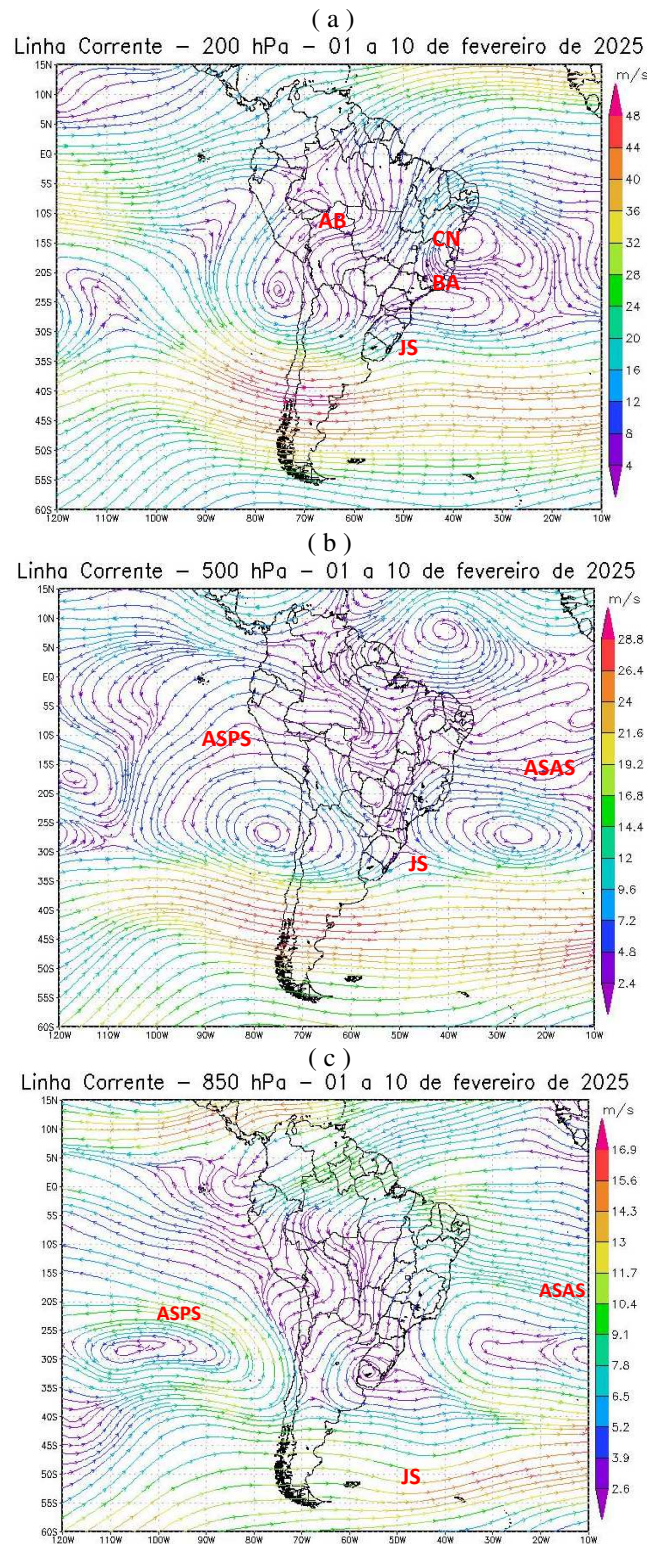 ( a )
Linha Corrente – 200 hPa – 01 a 10 de fevereiro de 2025
m/s
15N
10N
5N
EQ
5S
10S
15S
20S
25S
30S
35S
40S
45S
50S
55S
60S
48
44
40
36
32
28
24
20
16
12
8
4
AB
CN
BA
JS
120W 110W 100W 90W 80W 70W 60W 50W 40W 30W 20W 10W
( b )
Linha Corrente – 500 hPa – 01 a 10 de fevereiro de 2025
m/s
15N
10N
5N
EQ
5S
10S
15S
20S
25S
30S
35S
40S
45S
50S
55S
60S
28.8
26.4
24
21.6
19.2
16.8
14.4
12
9.6
7.2
4.8
2.4
ASPS
ASAS
JS
120W 110W 100W 90W 80W 70W 60W 50W 40W 30W 20W 10W
( c )
Linha Corrente – 850 hPa – 01 a 10 de fevereiro de 2025
m/s
15N
10N
5N
EQ
5S
10S
15S
20S
25S
30S
35S
40S
45S
50S
55S
60S
16.9
15.6
14.3
13
11.7
10.4
9.1
7.8
6.5
5.2
3.9
2.6
ASAS
ASPS
JS
120W 110W 100W 90W 80W 70W 60W 50W 40W 30W 20W 10W